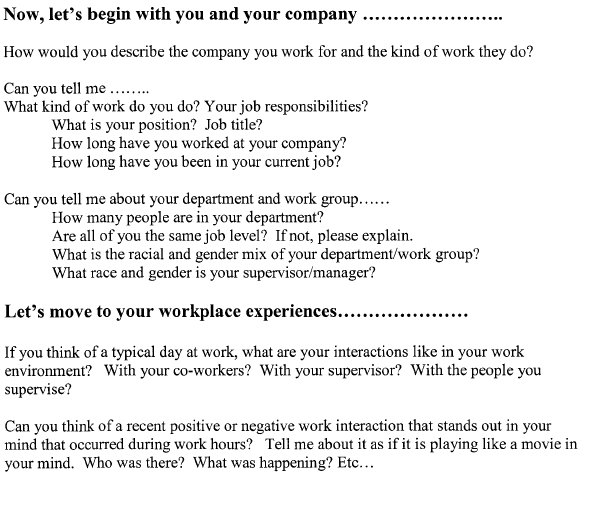 Now, let’s begin with you and your company …………………..
How would you describe the company you work for and the kind of work they do?
Can you tell me ……..
What kind of work do you do? Your job responsibilities?
What is your position? Job title?
How long have you worked at your company?
How long have you been in your current job?
Can you tell me about your department and work group……
How many people are in your department?
Are all of you the same job level? If not, please explain.
What is the racial and gender mix of your department/work group?
What race and gender is your supervisor/manager?
Let’s move to your workplace experiences…………………
If you think of a typical day at work, what are your interactions like in your work
environment? With your co-workers? With your supervisor? With the people you
supervise?
Can you think of a recent positive or negative work interaction that stands out in your
mind that occurred during work hours? Tell me about it as if it is playing like a movie in
your mind. Who was there? What was happening? Etc…